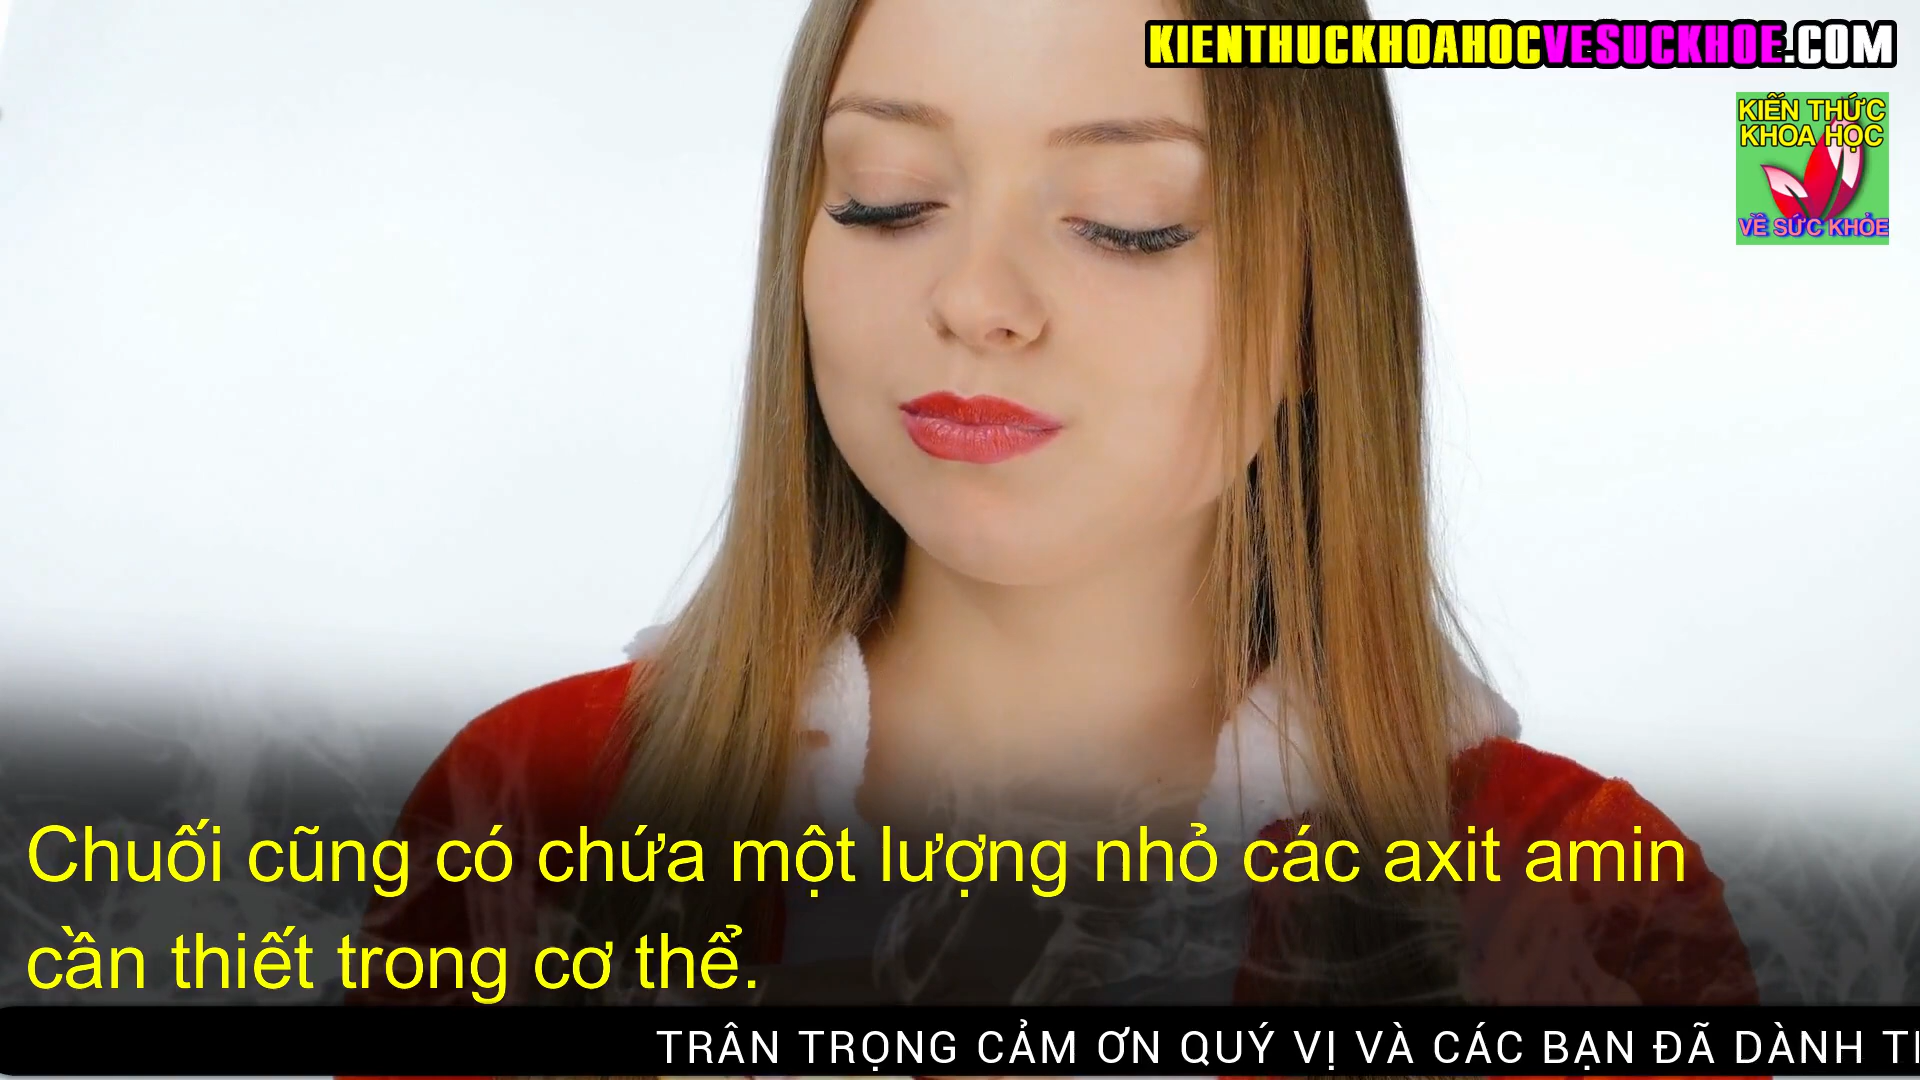 KIENTHUCKHOAHOCVESUCKHOE.COM
KIẾN THỨC
KHOA HỌC
VỀ SỨC KHỎE
Chuối cũng có chứa một lượng nhỏ các axit amin
cần thiết trong cơ thể.
TRÂN TRỌNG CẢM ƠN QUÝ VỊ VÀ CÁC BẠN ĐÃ DÀNH